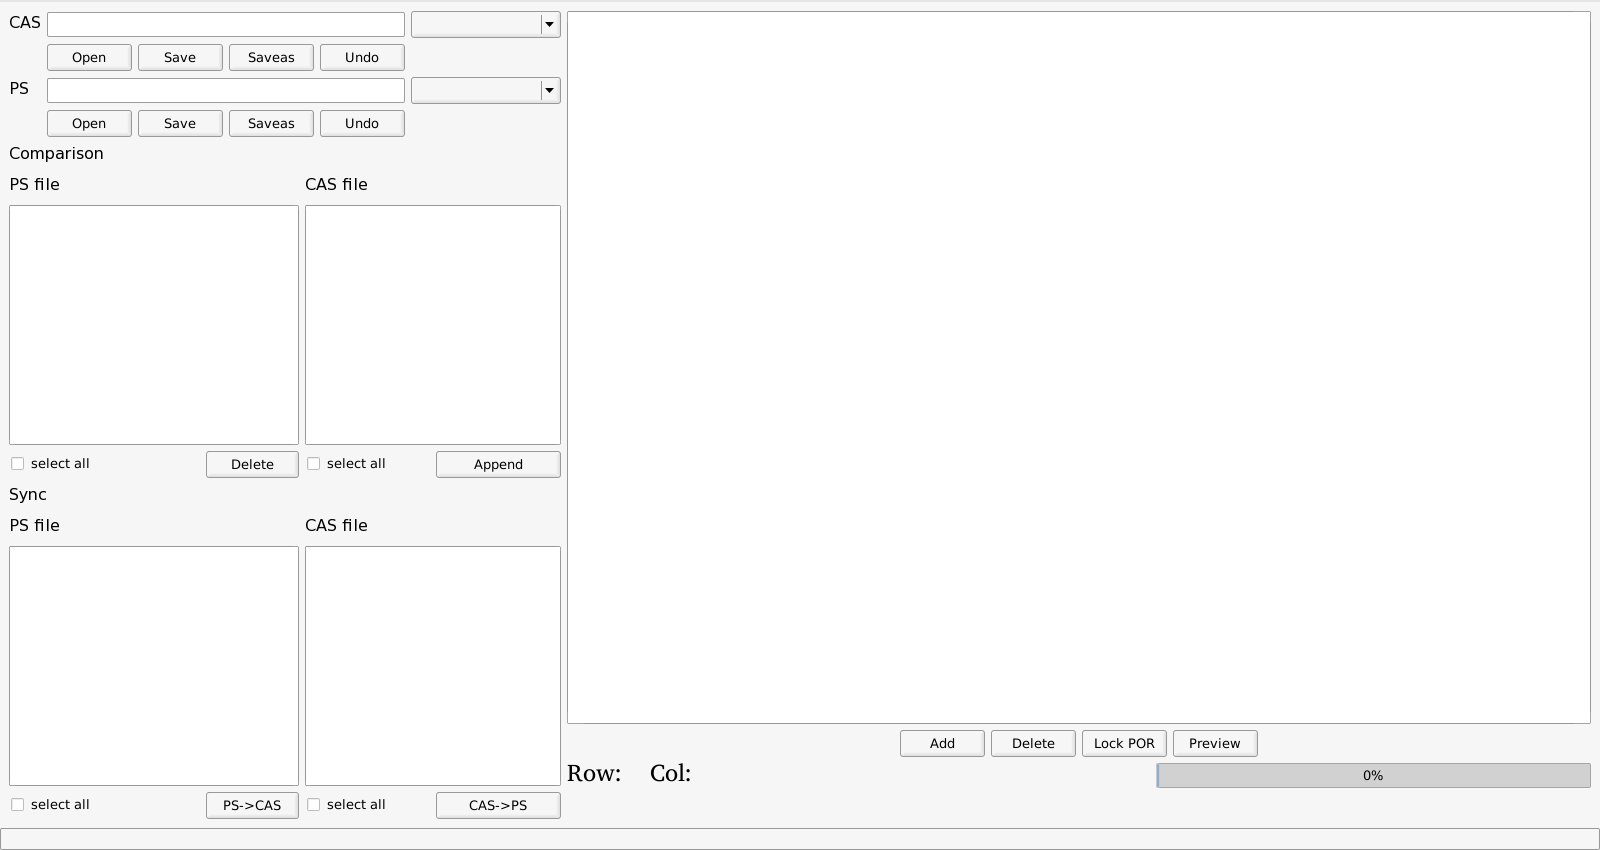 CAS
Open Save Saveas Undo
PS
Open Save Saveas Undo
Comparison
PS file CAS file
select all Delete select all Append
Sync
PS file CAS file
select all PS->CAS select all CAS->PS
Add Delete Lock POR Preview
Row: Col: 0%